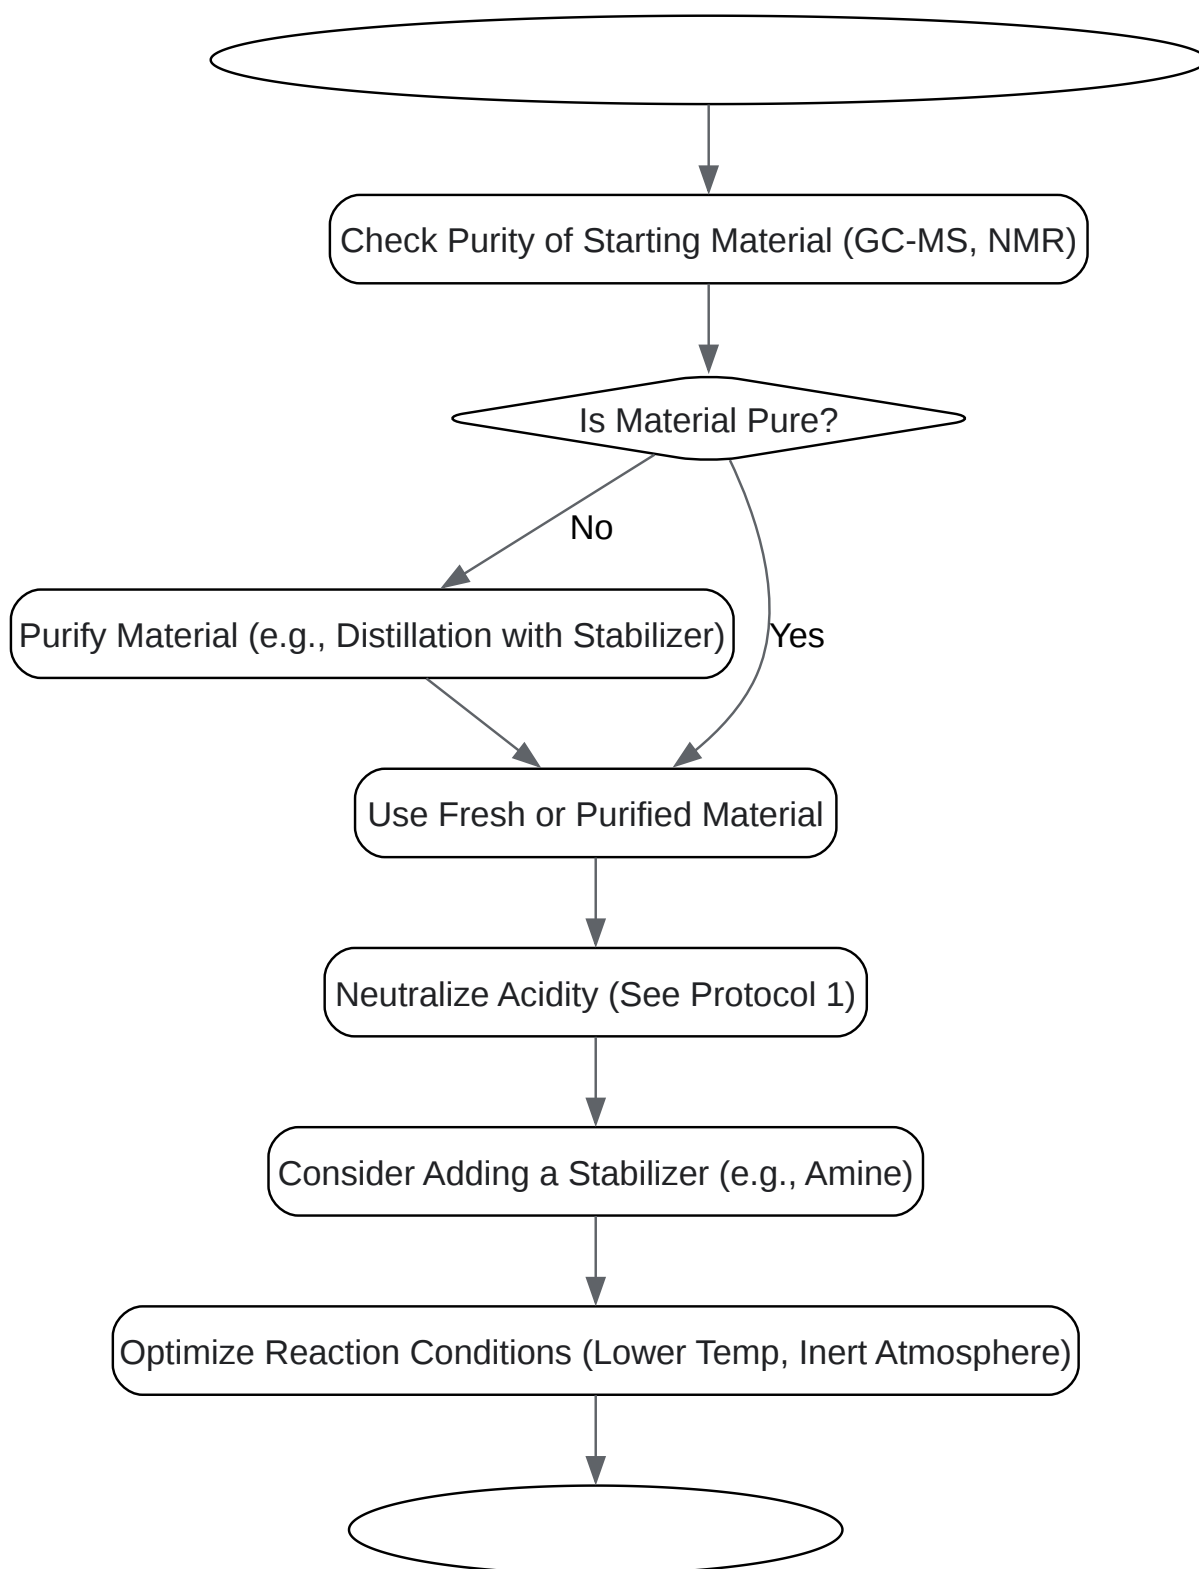 Check Purity of Starting Material (GC-MS, NMR)
Is Material Pure?
No
Purify Material (e.g., Distillation with Stabilizer)
Yes
Use Fresh or Purified Material
Neutralize Acidity (See Protocol 1)
Consider Adding a Stabilizer (e.g., Amine)
Optimize Reaction Conditions (Lower Temp, Inert Atmosphere)